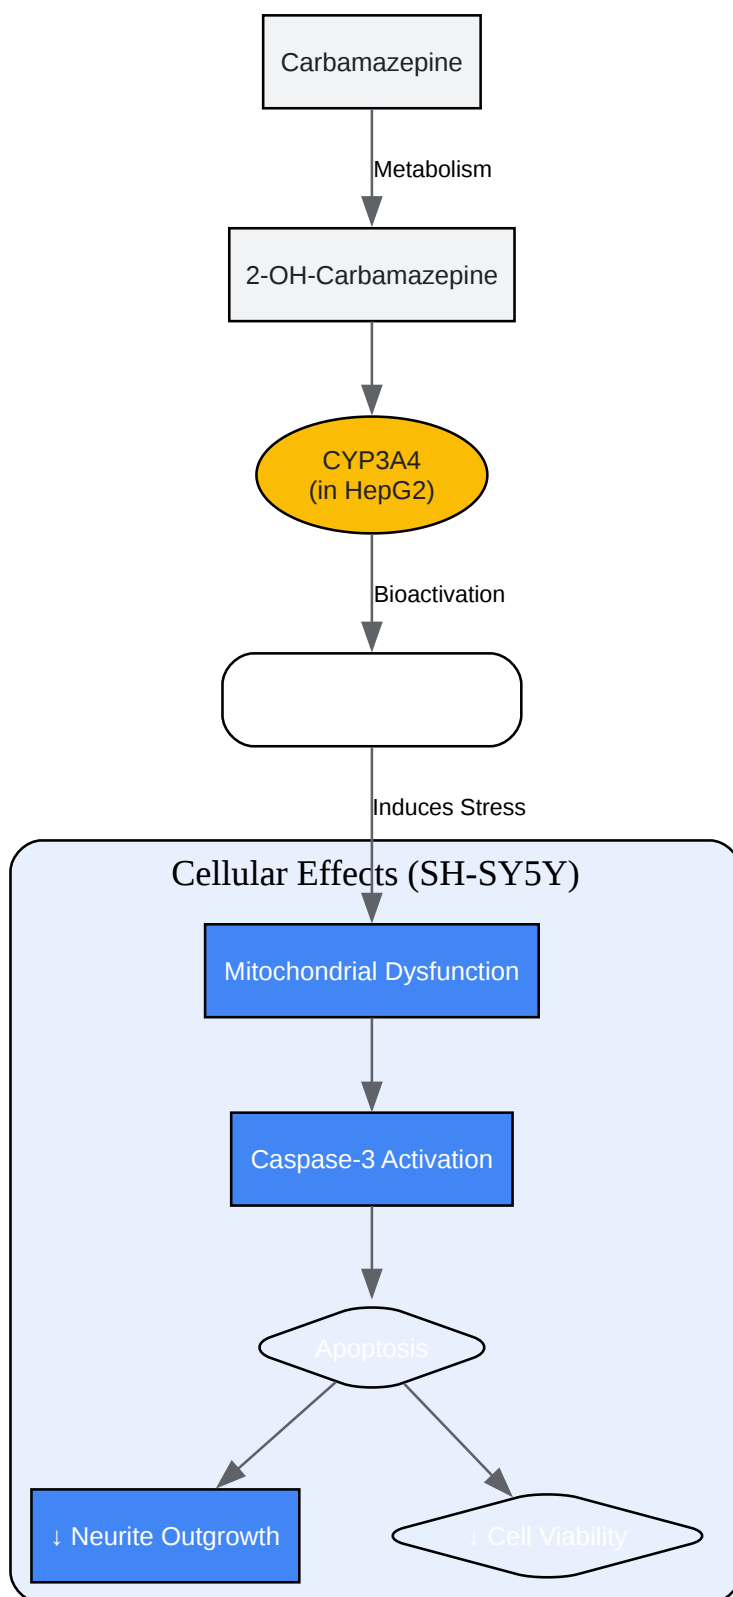 Carbamazepine
Metabolism
2-OH-Carbamazepine
CYP3A4
(in HepG2)
Bioactivation
Induces Stress
Cellular Effects (SH-SY5Y)
Mitochondrial Dysfunction
Caspase-3 Activation
Apoptosis
↓ Neurite Outgrowth
↓ Cell Viability